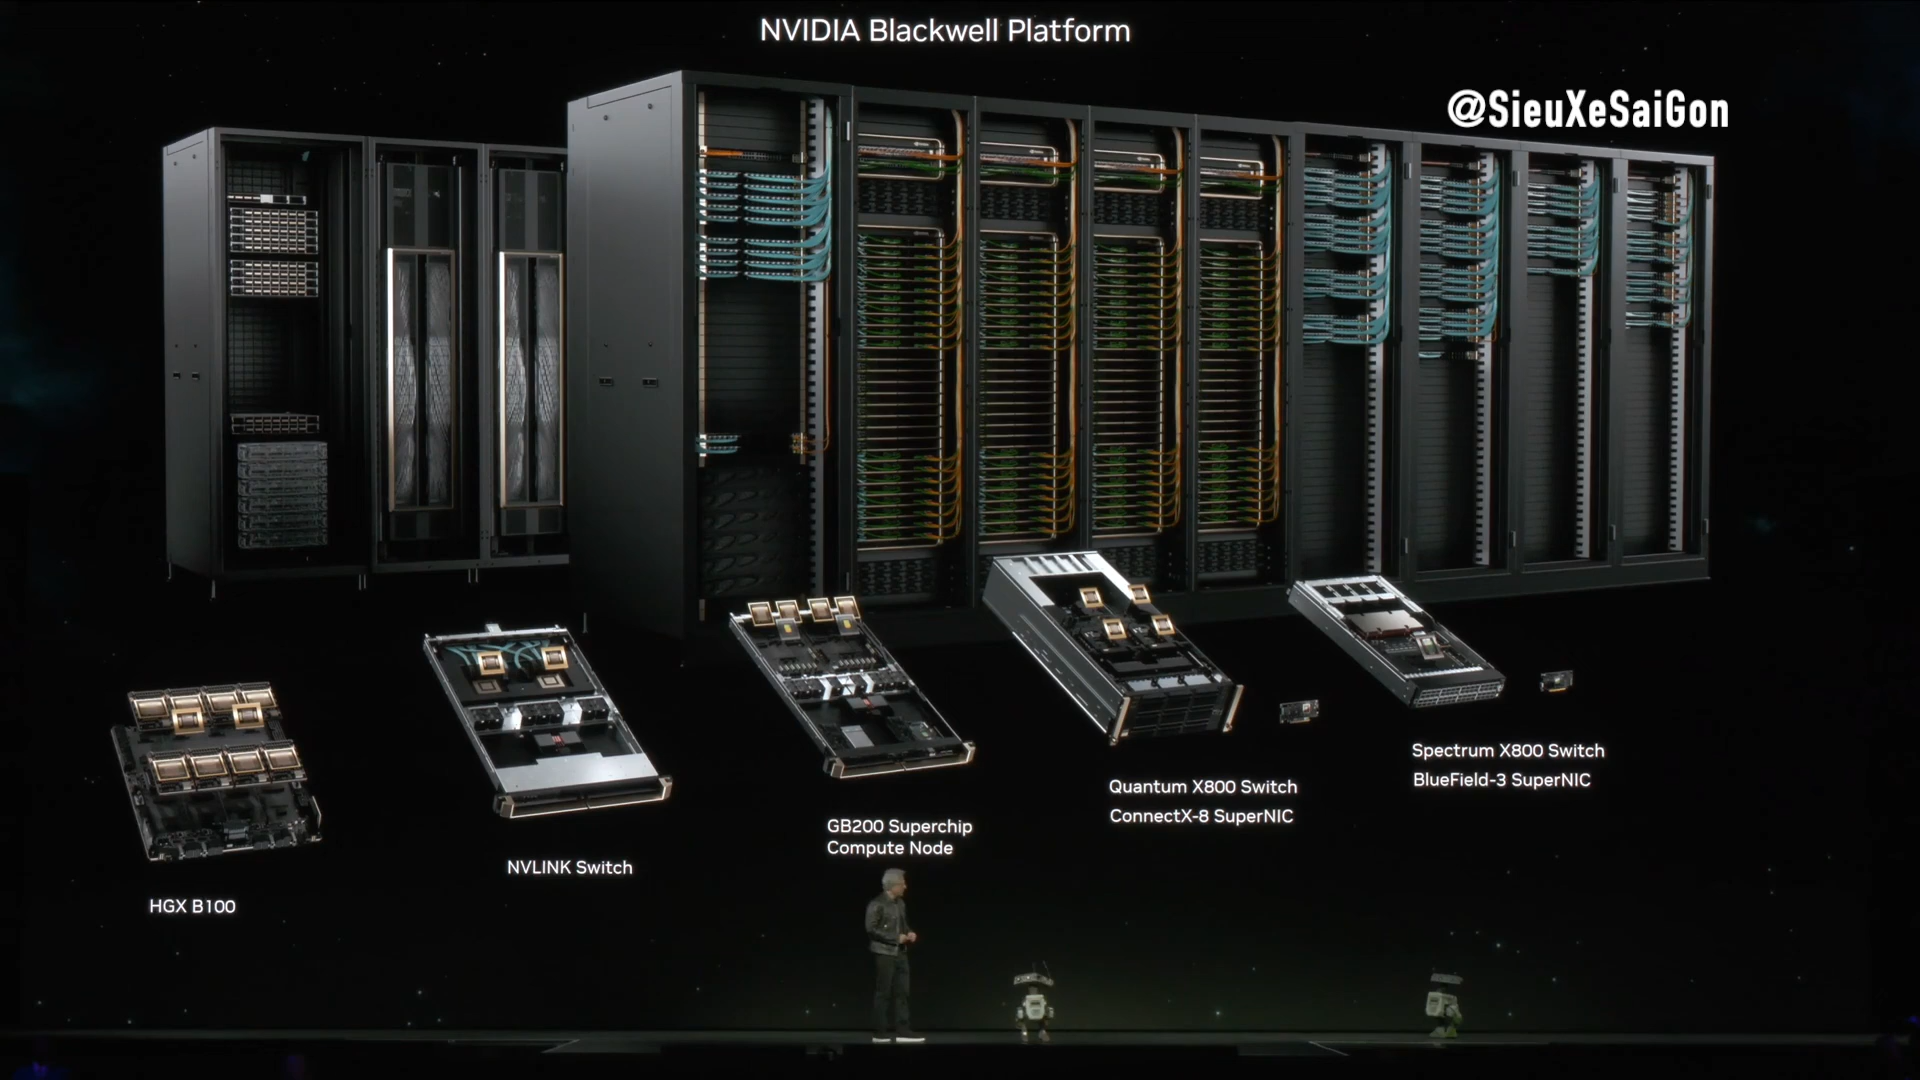 NVIDIA Blackwell Platform
@SieuXeSaiGon
Spectrum X800 Switch
BlueField-3 SuperNIC
Quantum X800 Switch
ConnectX-8 SuperNIC
GB200 Superchip
Compute Node
NVLINK Switch
HGX B100